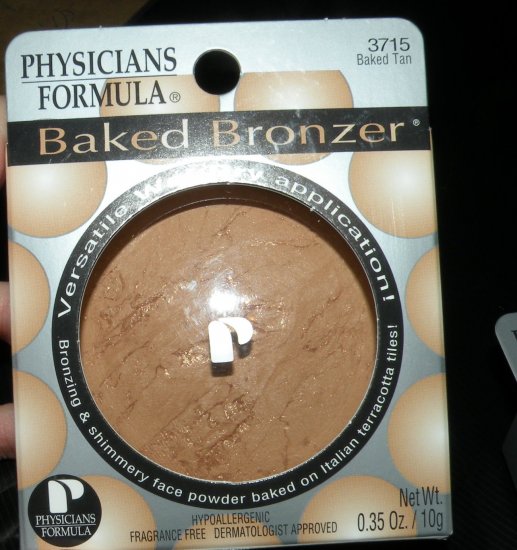 3715
Baked Tan
PHYSICIANS
FORMULA®
Baked Bronzer®
Versatile application!
Bronzing & shimmery face powder baked on Italian terracotta tiles!
PHYSICIANS
FORMULA
HYPOALLERGENIC
FRAGRANCE FREE DERMATOLOGIST APPROVED
Net Wt.
0.35 Oz. / 10g